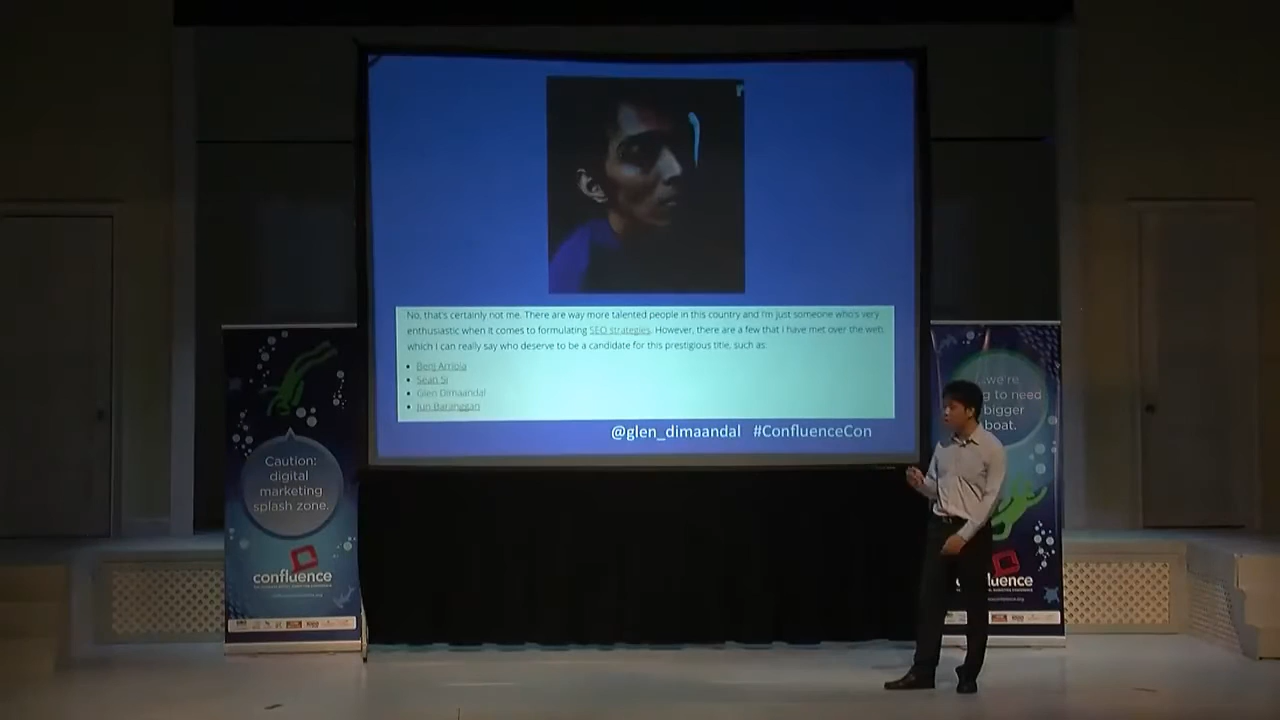 No, that's certainly not me. There are way more talented people in this country and I'm just someone who's very
enthusiastic when it comes to formulating SEO strategies. However, there are a few that I have met over the web,
which I can really say who deserve to be a candidate for this prestigious title, such as:
Benj Arriola
Sean Si
Glen Dimaandal
Jun Baranggan
@glen_dimaandal #ConfluenceCon
Caution:
digital
marketing
splash zone.
confluence
we're
g to need
bigger
boat.
luence